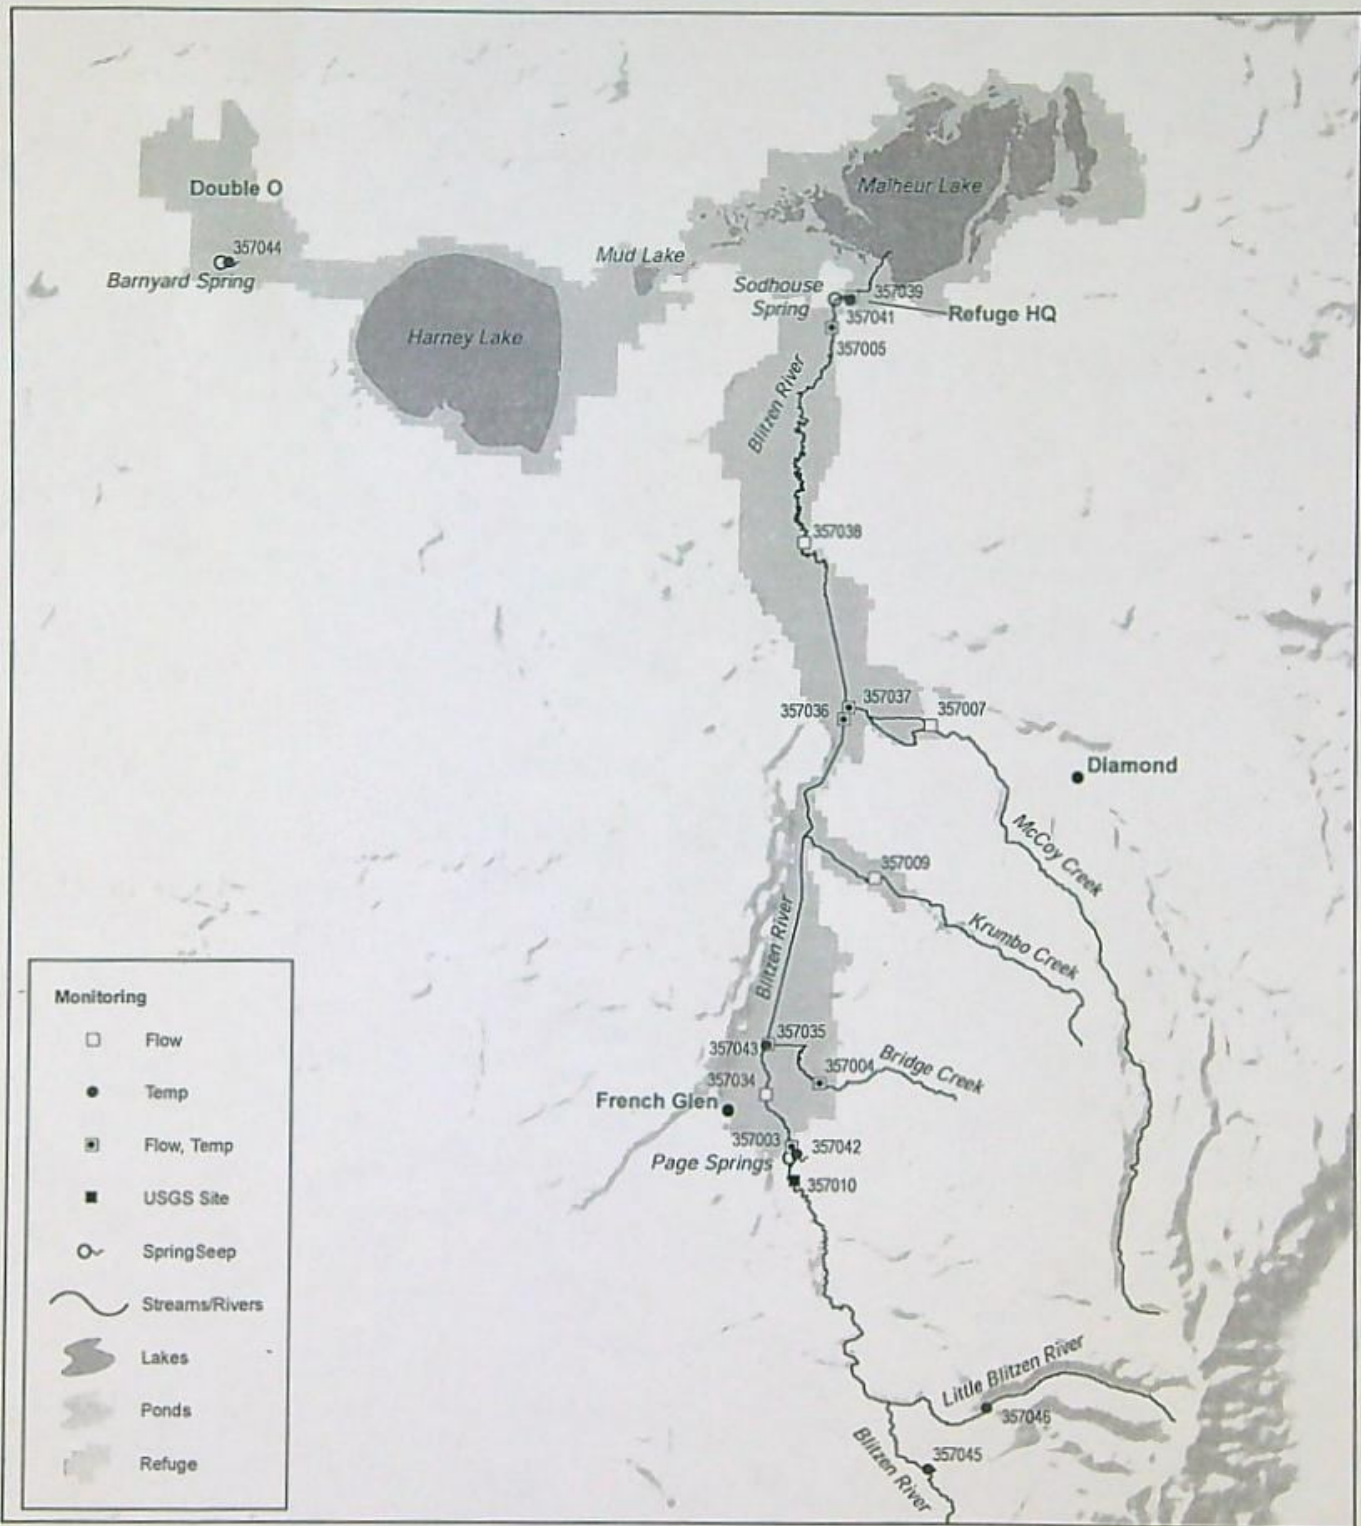 Double O
357044
Barnyard Spring
Harney Lake
Mud Lake
Malheur Lake
Sodhouse
Spring
357039
357041
Refuge HQ
357005
Blitzen River
357038
357037
357036
357007
Diamond
McCoy Creek
357009
Krumbo Creek
Blitzen River
357035
357043
357004
Bridge Creek
357034
French Glen
357003
357042
Page Springs
357010
Little Blitzen River
357046
Blitzen River
357045
Monitoring
Flow
Temp
Flow, Temp
USGS Site
SpringSeep
Streams/Rivers
Lakes
Ponds
Refuge